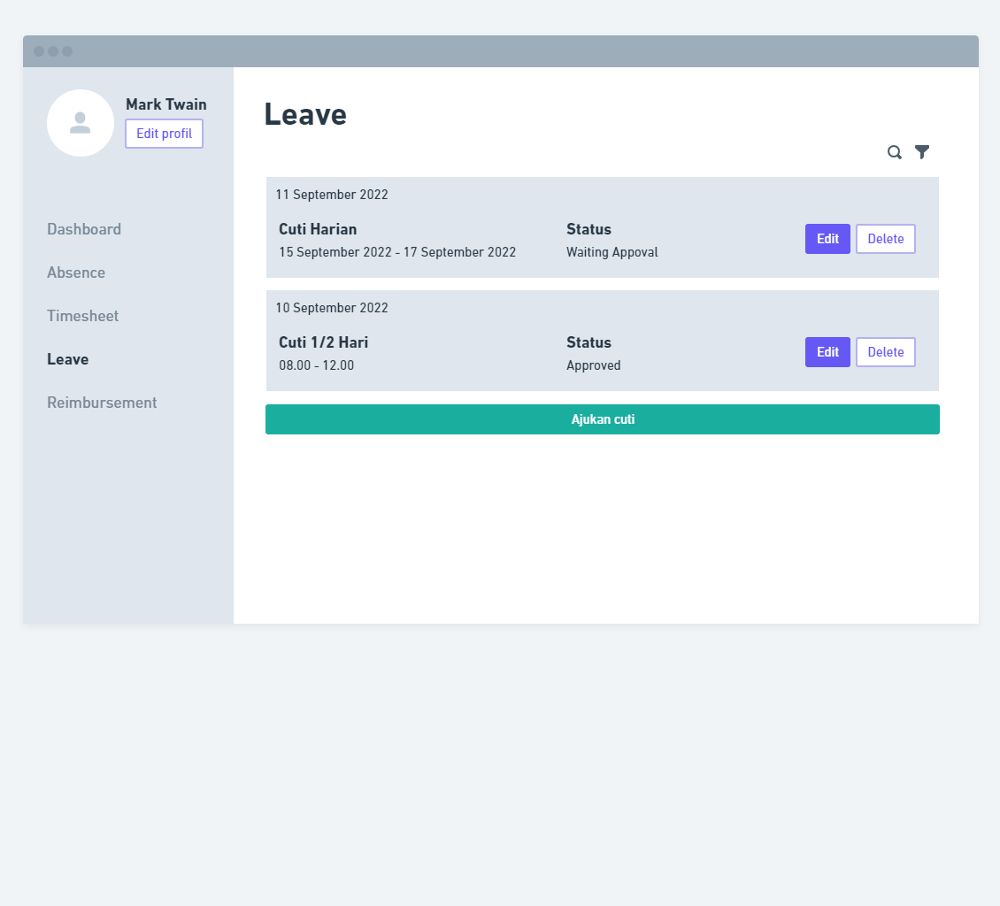 Mark Twain
Edit profil
Dashboard
Absence
Timesheet
Leave
Reimbursement
Leave
11 September 2022
Cuti Harian
15 September 2022 - 17 September 2022
Status
Waiting Appoval
Edit
Delete
10 September 2022
Cuti 1/2 Hari
08.00 - 12.00
Status
Approved
Edit
Delete
Ajukan cuti